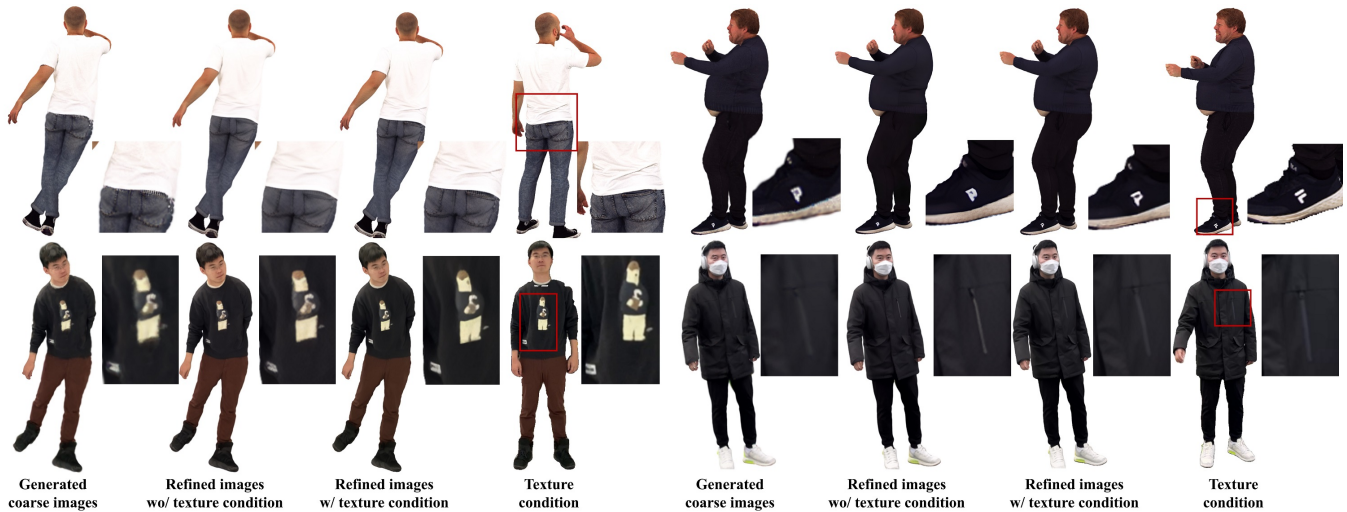 Generated
coarse images
Refined images
wo/ texture condition
Refined images
w/ texture condition
Texture
condition
Generated
coarse images
Refined images
wo/ texture condition
Refined images
w/ texture condition
Texture
condition